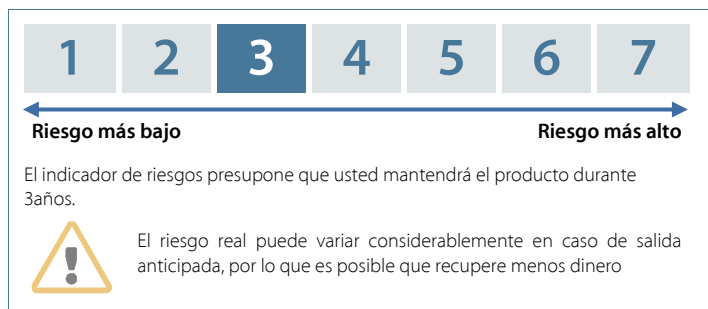 1 2 3 4 5 6 7
Riesgo más bajo Riesgo más alto
El indicador de riesgos presupone que usted mantendrá el producto durante
3años.
El riesgo real puede variar considerablemente en caso de salida
anticipada, por lo que es posible que recupere menos dinero